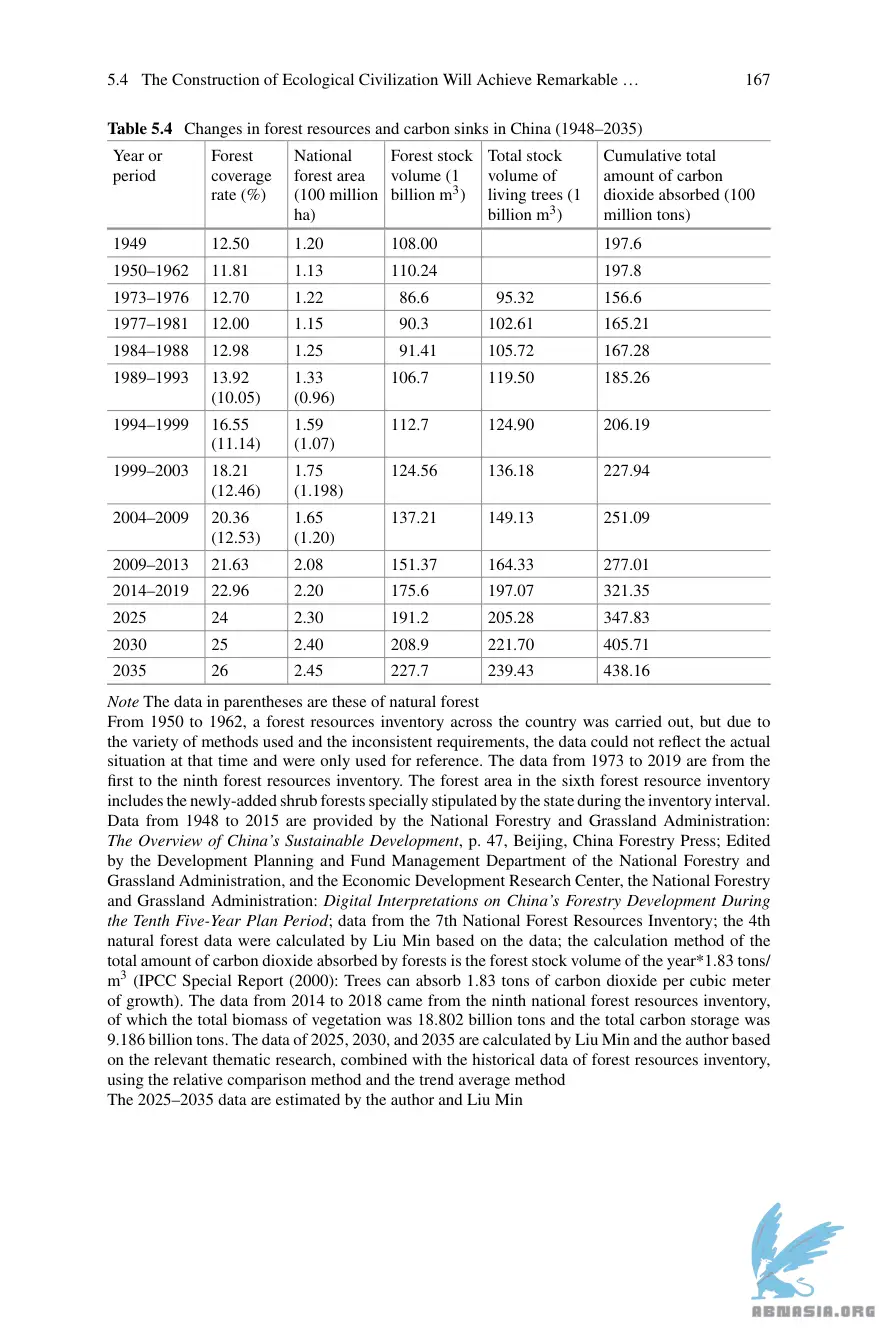 5.4 The Construction of Ecological Civilization Will Achieve Remarkable … 167
Table 5.4 Changes in forest resources and carbon sinks in China (1948–2035)
Year or period | Forest coverage rate (%) | National forest area (100 million ha) | Forest stock volume (1 billion m³) | Total stock volume of living trees (1 billion m³) | Cumulative total amount of carbon dioxide absorbed (100 million tons)
1949 12.50 1.20 108.00 197.6
1950–1962 11.81 1.13 110.24 197.8
1973–1976 12.70 1.22 86.6 95.32 156.6
1977–1981 12.00 1.15 90.3 102.61 165.21
1984–1988 12.98 1.25 91.41 105.72 167.28
1989–1993 13.92 1.33 106.7 119.50 185.26
(10.05) (0.96)
1994–1999 16.55 1.59 112.7 124.90 206.19
(11.14) (1.07)
1999–2003 18.21 1.75 124.56 136.18 227.94
(12.46) (1.198)
2004–2009 20.36 1.65 137.21 149.13 251.09
(12.53) (1.20)
2009–2013 21.63 2.08 151.37 164.33 277.01
2014–2019 22.96 2.20 175.6 197.07 321.35
2025 24 2.30 191.2 205.28 347.83
2030 25 2.40 208.9 221.70 405.71
2035 26 2.45 227.7 239.43 438.16
Note The data in parentheses are these of natural forest
From 1950 to 1962, a forest resources inventory across the country was carried out, but due to
the variety of methods used and the inconsistent requirements, the data could not reflect the actual
situation at that time and were only used for reference. The data from 1973 to 2019 are from the
first to the ninth forest resources inventory. The forest area in the sixth forest resource inventory
includes the newly-added shrub forests specially stipulated by the state during the inventory interval.
Data from 1948 to 2015 are provided by the National Forestry and Grassland Administration:
The Overview of China's Sustainable Development, p. 47, Beijing, China Forestry Press; Edited
by the Development Planning and Fund Management Department of the National Forestry and
Grassland Administration, and the Economic Development Research Center, the National Forestry
and Grassland Administration: Digital Interpretations on China's Forestry Development During
the Tenth Five-Year Plan Period; data from the 7th National Forest Resources Inventory; the 4th
natural forest data were calculated by Liu Min based on the data; the calculation method of the
total amount of carbon dioxide absorbed by forests is the forest stock volume of the year*1.83 tons/
m³ (IPCC Special Report (2000): Trees can absorb 1.83 tons of carbon dioxide per cubic meter
of growth). The data from 2014 to 2018 came from the ninth national forest resources inventory,
of which the total biomass of vegetation was 18.802 billion tons and the total carbon storage was
9.186 billion tons. The data of 2025, 2030, and 2035 are calculated by Liu Min and the author based
on the relevant thematic research, combined with the historical data of forest resources inventory,
using the relative comparison method and the trend average method
The 2025–2035 data are estimated by the author and Liu Min
ABNASIA.ORG